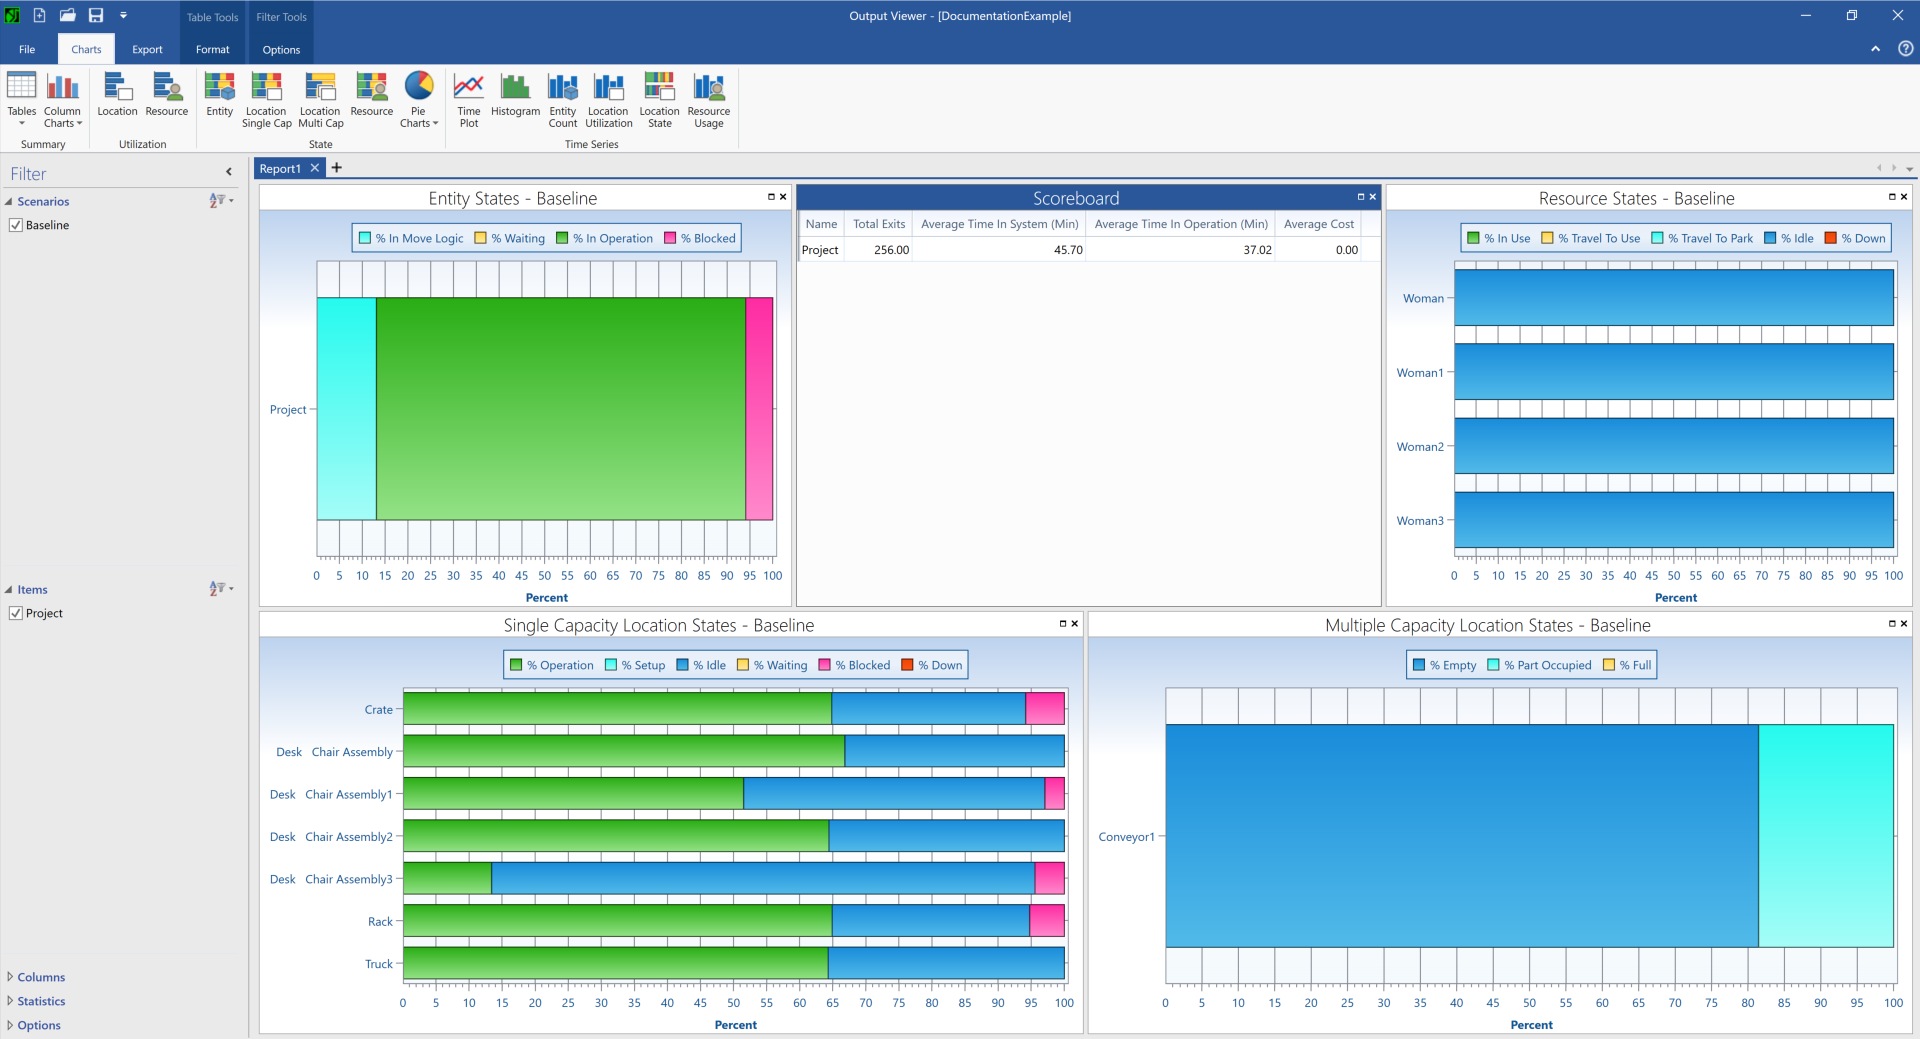 Table Tools Filter Tools Output Viewer - [DocumentationExample]
File Charts Export Format Options
Tables Column Charts Location Resource Entity Location Single Cap Location Multi Cap Resource Pie Charts Time Plot Histogram Entity Count Location Utilization Location State Resource Usage
Summary Utilization State Time Series
Filter
Report1
Scenarios
Baseline
Items
Project
Columns
Statistics
Options
Entity States - Baseline
% In Move Logic % Waiting % In Operation % Blocked
Project
0 5 10 15 20 25 30 35 40 45 50 55 60 65 70 75 80 85 90 95 100
Percent
Scoreboard
Name Total Exits Average Time In System (Min) Average Time In Operation (Min) Average Cost
Project 256.00 45.70 37.02 0.00
Resource States - Baseline
% In Use % Travel To Use % Travel To Park % Idle % Down
Woman
Woman1
Woman2
Woman3
0 5 10 15 20 25 30 35 40 45 50 55 60 65 70 75 80 85 90 95 100
Percent
Single Capacity Location States - Baseline
% Operation % Setup % Idle % Waiting % Blocked % Down
Crate
Desk Chair Assembly
Desk Chair Assembly1
Desk Chair Assembly2
Desk Chair Assembly3
Rack
Truck
0 5 10 15 20 25 30 35 40 45 50 55 60 65 70 75 80 85 90 95 100
Percent
Multiple Capacity Location States - Baseline
% Empty % Part Occupied % Full
Conveyor1
0 5 10 15 20 25 30 35 40 45 50 55 60 65 70 75 80 85 90 95 100
Percent